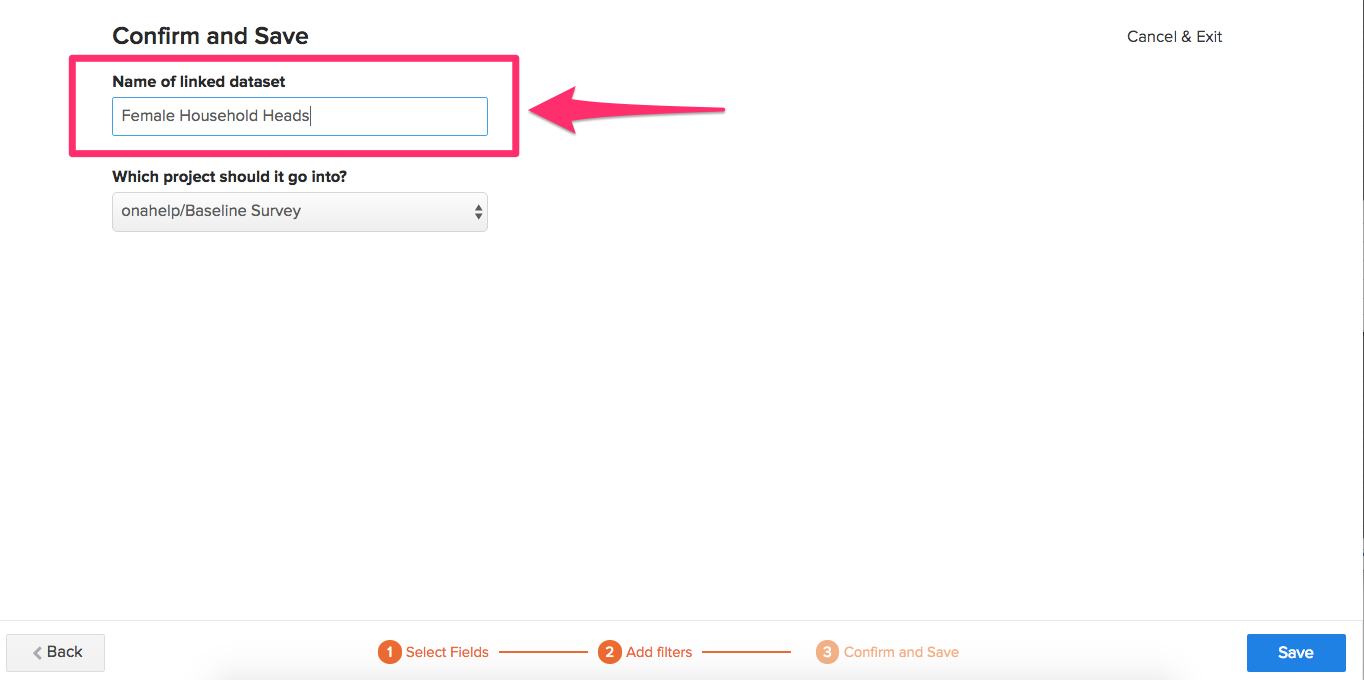 Confirm and Save
Cancel & Exit
Name of linked dataset
Female Household Heads
Which project should it go into?
onahelp/Baseline Survey
Back
1 Select Fields
2 Add filters
3 Confirm and Save
Save